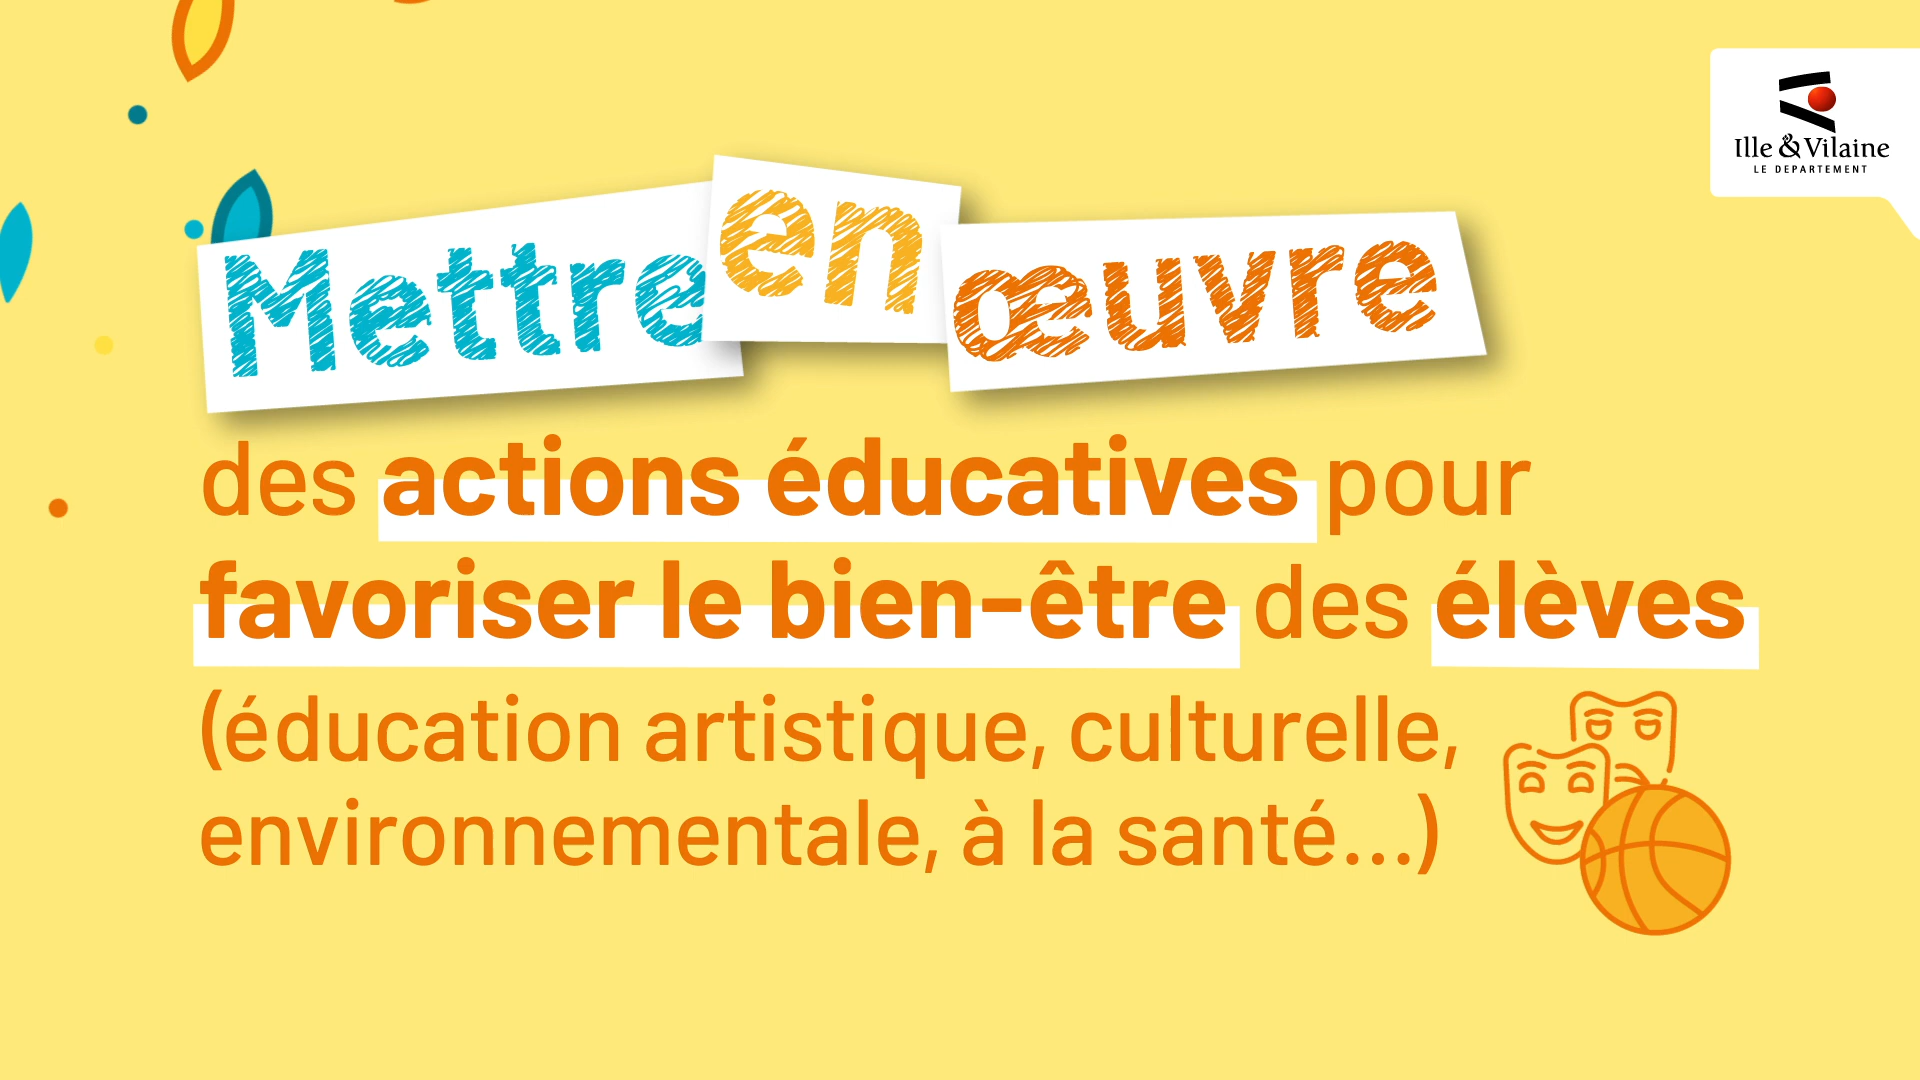 Ille & Vilaine
LE DEPARTEMENT
Mettre en œuvre
des actions éducatives pour
favoriser le bien-être des élèves
(éducation artistique, culturelle,
environnementale, à la santé...)